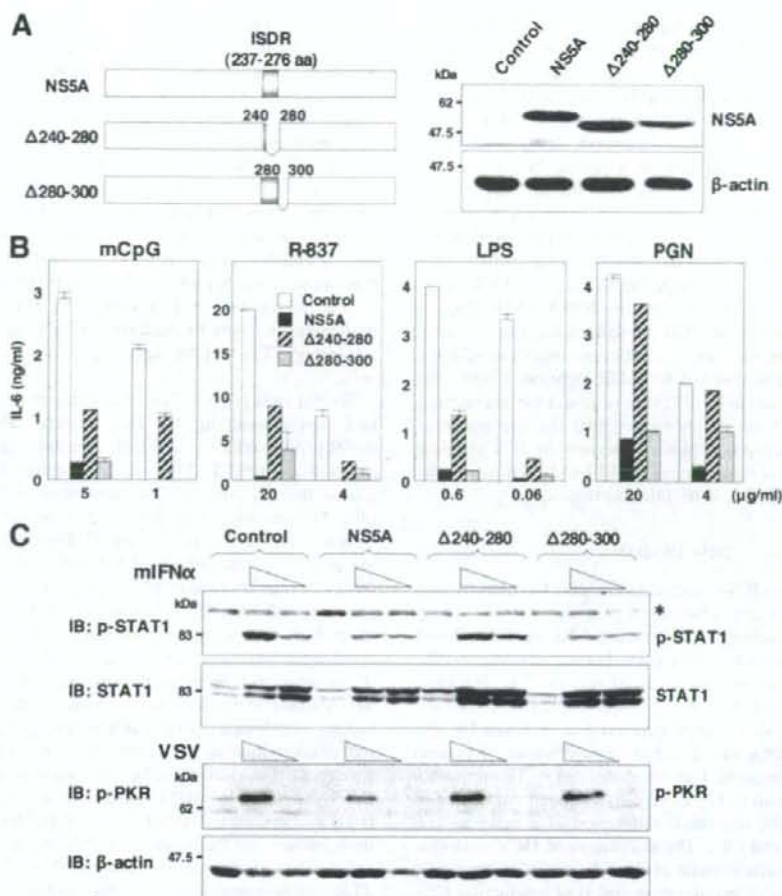 A
ISDR
(237-276 aa)
NS5A
240 280
Δ240-280
280 300
Δ280-300
Control NS5A Δ240-280 Δ280-300
kDa
62
47.5
NS5A
47.5
β-actin
B
mCpG R-837 LPS PGN
IL-6 (ng/ml)
3
2
1
0
5 1
20
15
10
5
0
20 4
Control
NS5A
Δ240-280
Δ280-300
4
3
2
1
0
0.6 0.06
4
3
2
1
0
20 4 (μg/ml)
C
Control NS5A Δ240-280 Δ280-300
mIFNα
kDa
*
IB: p-STAT1 83 p-STAT1
IB: STAT1 83 STAT1
VSV
kDa
IB: p-PKR 62 p-PKR
47.5
IB: β-actin